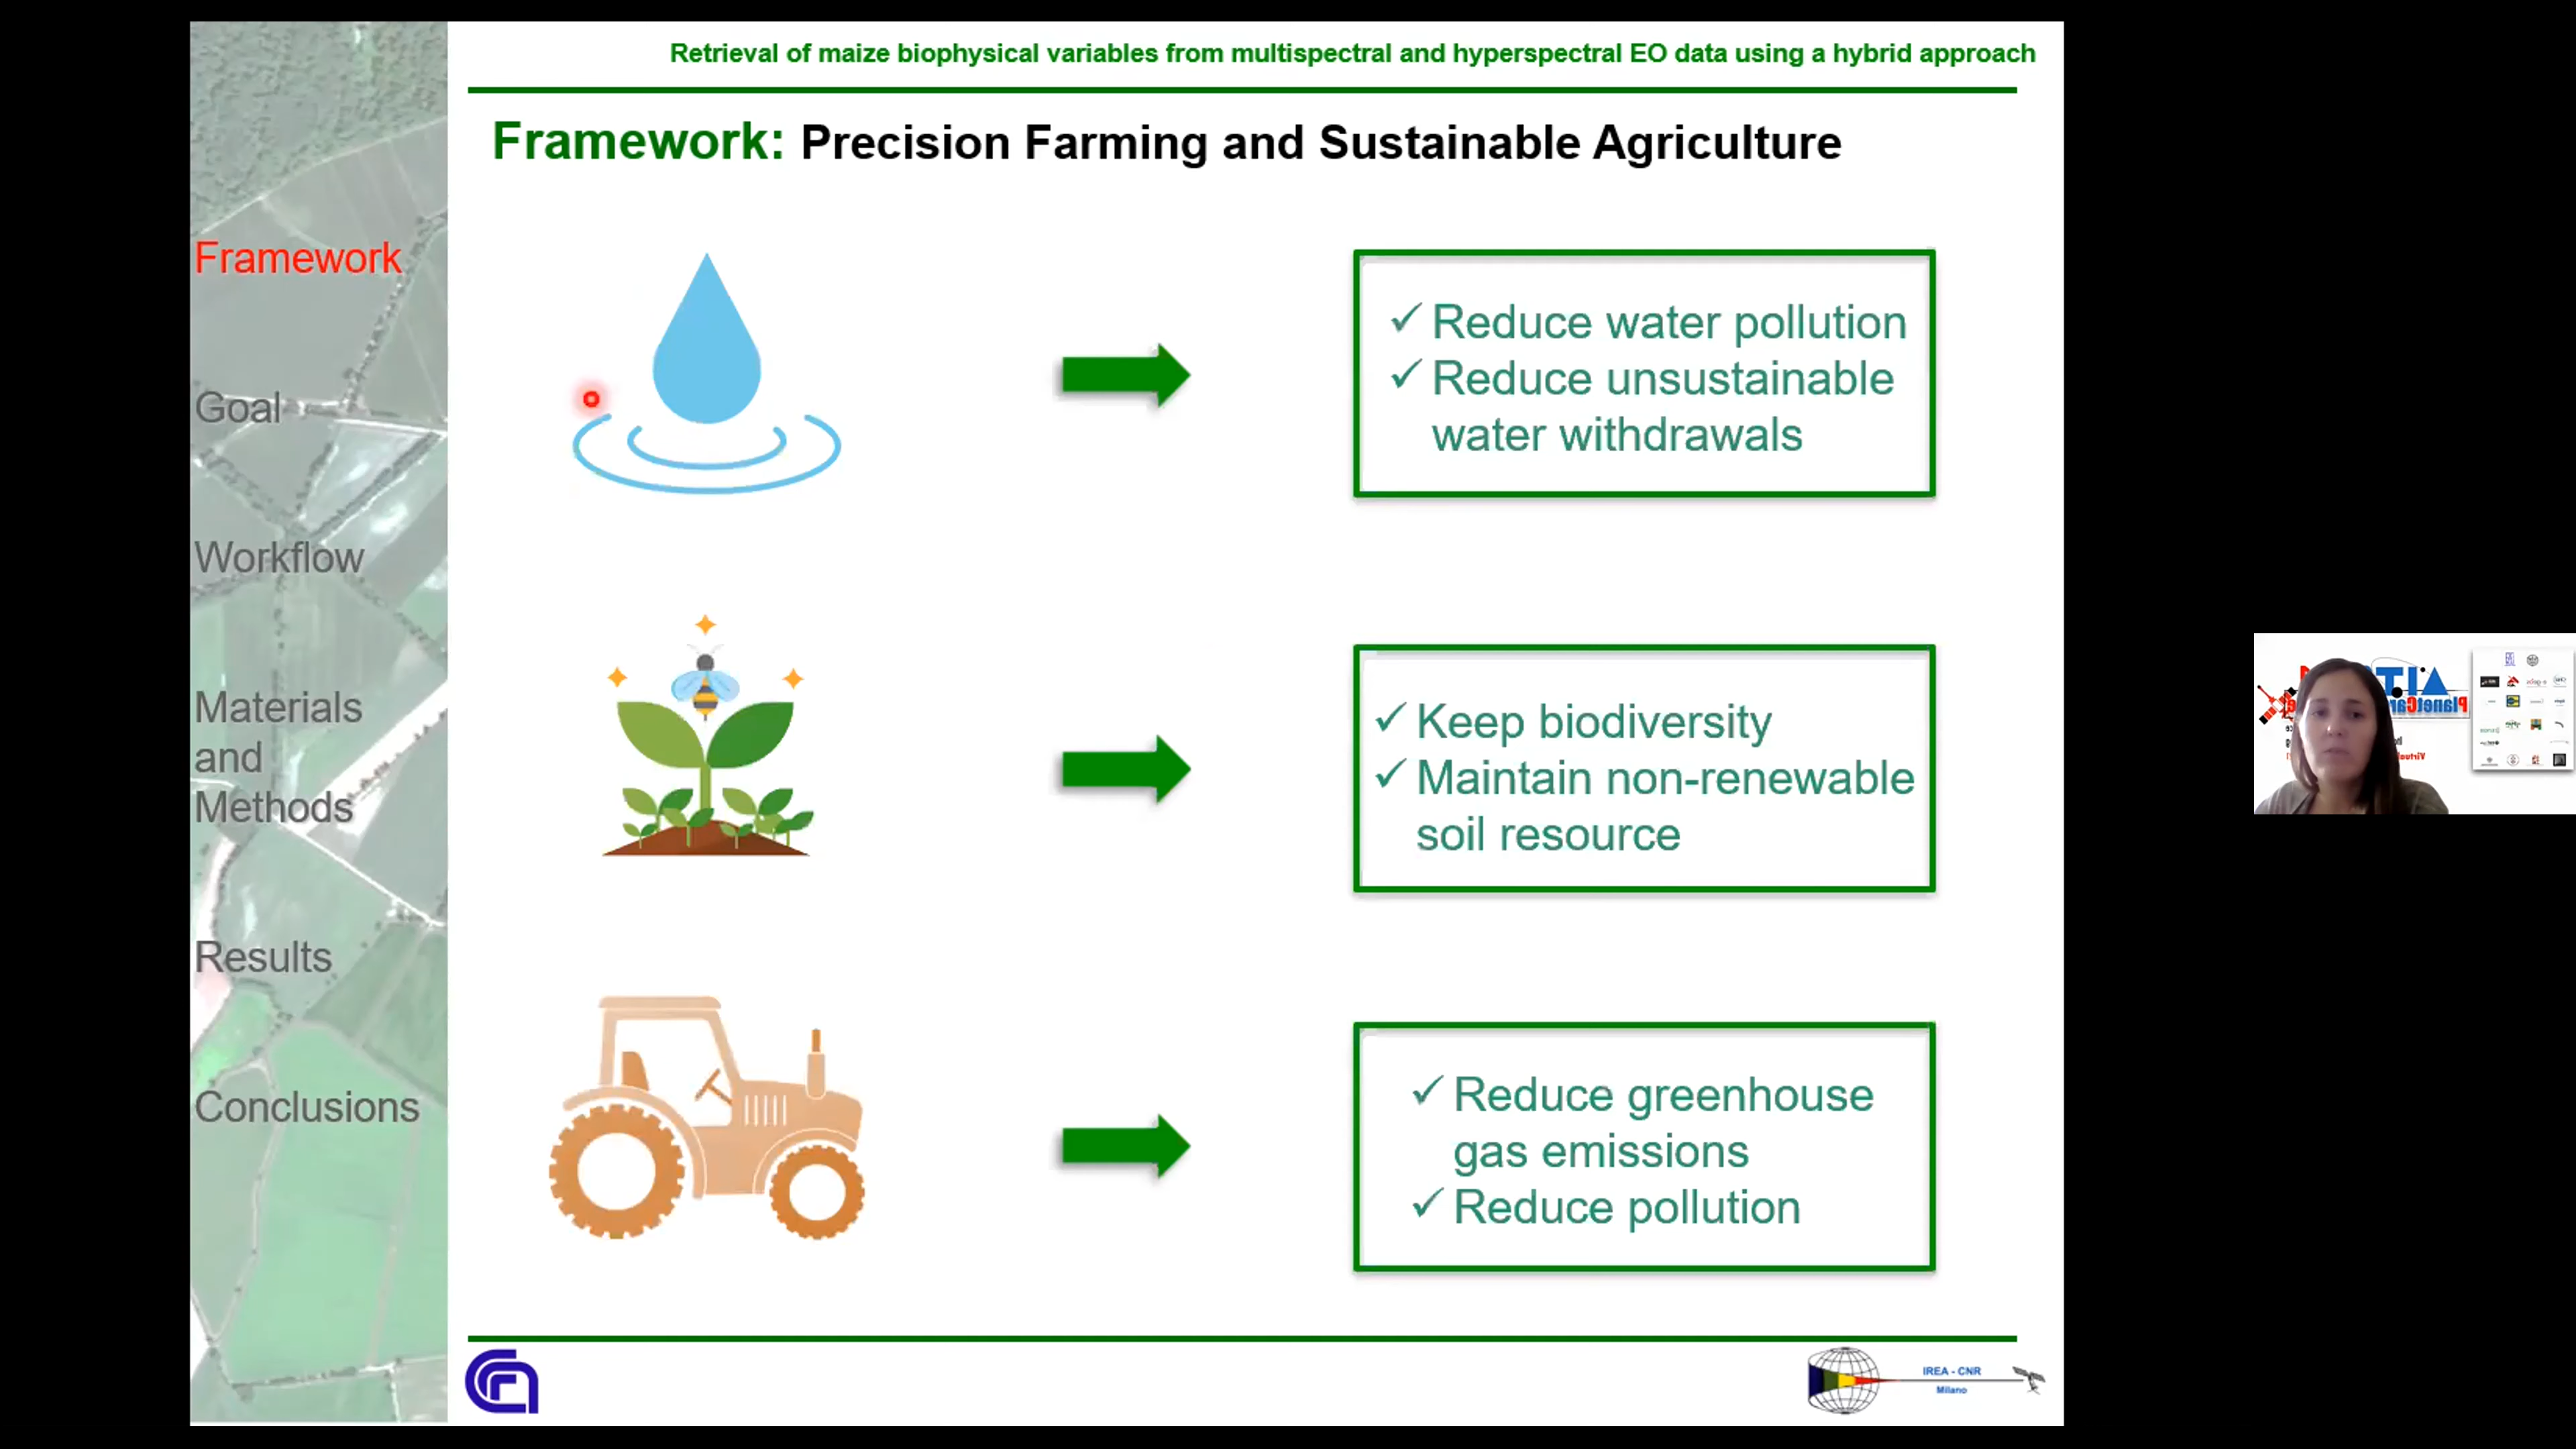 Retrieval of maize biophysical variables from multispectral and hyperspectral EO data using a hybrid approach
Framework: Precision Farming and Sustainable Agriculture
Framework
Goal
Workflow
Materials
and
Methods
Results
Conclusions
✓ Reduce water pollution
✓ Reduce unsustainable
water withdrawals
✓ Keep biodiversity
✓ Maintain non-renewable
soil resource
✓ Reduce greenhouse
gas emissions
✓ Reduce pollution
IREA - CNR
Milano